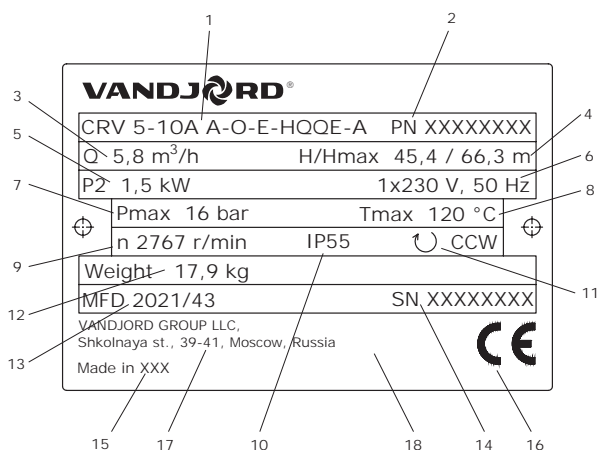 1
2
VANDJORD®
3
CRV 5-10A A-O-E-HQQE-A PN XXXXXXXX
4
5
Q 5,8 m³/h H/Hmax 45,4 / 66,3 m
6
P2 1,5 kW 1x230 V, 50 Hz
7
Pmax 16 bar Tmax 120 °C
8
9
n 2767 r/min IP55 CCW
11
Weight 17,9 kg
12
MFD 2021/43 SN XXXXXXXX
VANDJORD GROUP LLC,
Shkolnaya st., 39-41, Moscow, Russia
13
Made in XXX
CE
15 17 10 18 14 16